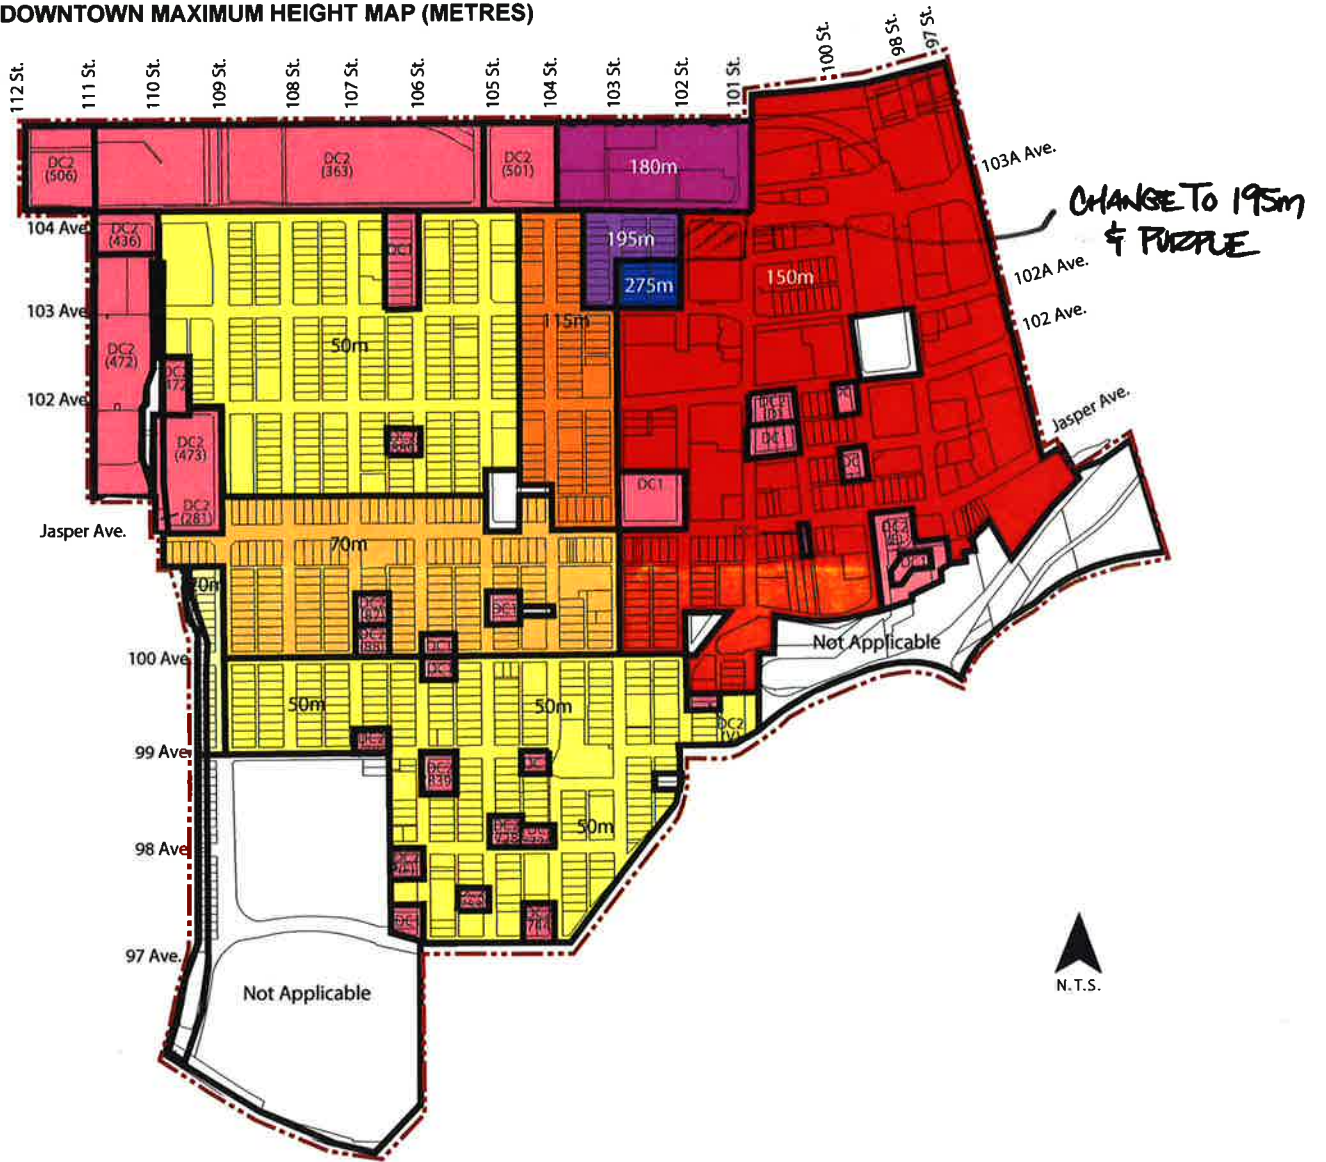 DOWNTOWN MAXIMUM HEIGHT MAP (METRES)
112 St.
111 St.
110 St.
109 St.
108 St.
107 St.
106 St.
105 St.
104 St.
103 St.
102 St.
101 St.
100 St.
98 St.
97 St.
DC2
(506)
DC2
(363)
DC2
(501)
180m
103A Ave.
CHANGE TO 195m
& PURPLE
104 Ave
DC2
(436)
DC1
195m
275m
150m
102A Ave.
103 Ave
115m
102 Ave.
50m
DC2
(472)
102 Ave
DC1
Jasper Ave.
DC2
(473)
DC1
DC
DC2
(281)
Jasper Ave.
70m
DC1
Not Applicable
100 Ave
50m
50m
DC2
99 Ave
DC2
50m
98 Ave
DC
97 Ave.
Not Applicable
N.T.S.